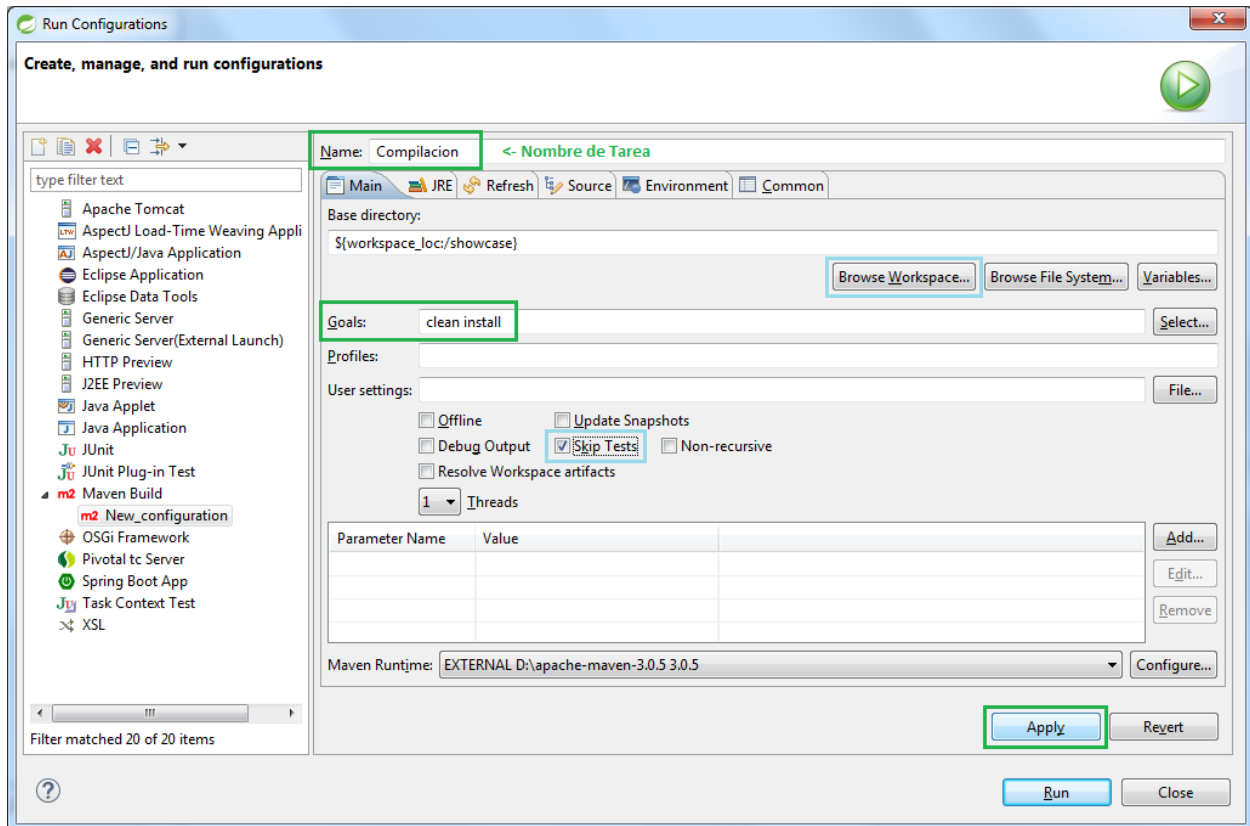 Run Configurations
Create, manage, and run configurations
type filter text
Apache Tomcat
AspectJ Load-Time Weaving Appli
AspectJ/Java Application
Eclipse Application
Eclipse Data Tools
Generic Server
Generic Server(External Launch)
HTTP Preview
J2EE Preview
Java Applet
Java Application
Ju JUnit
JUnit Plug-in Test
m2 Maven Build
m2 New_configuration
OSGi Framework
Pivotal tc Server
Spring Boot App
Task Context Test
XSL
Filter matched 20 of 20 items
Name: Compilacion <- Nombre de Tarea
Main JRE Refresh Source Environment Common
Base directory:
${workspace_loc:/showcase}
Browse Workspace... Browse File System... Variables...
Goals: clean install Select...
Profiles:
User settings: File...
Offline Update Snapshots
Debug Output Skip Tests Non-recursive
Resolve Workspace artifacts
1 Threads
Parameter Name Value Add...
Edit...
Remove
Maven Runtime: EXTERNAL D:\apache-maven-3.0.5 3.0.5 Configure...
Apply Revert
? Run Close